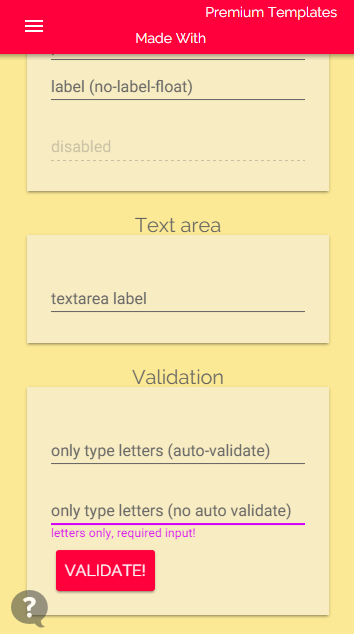 Premium Templates
Made With
label (no-label-float)
disabled
Text area
textarea label
Validation
only type letters (auto-validate)
only type letters (no auto validate)
letters only, required input!
VALIDATE!
?